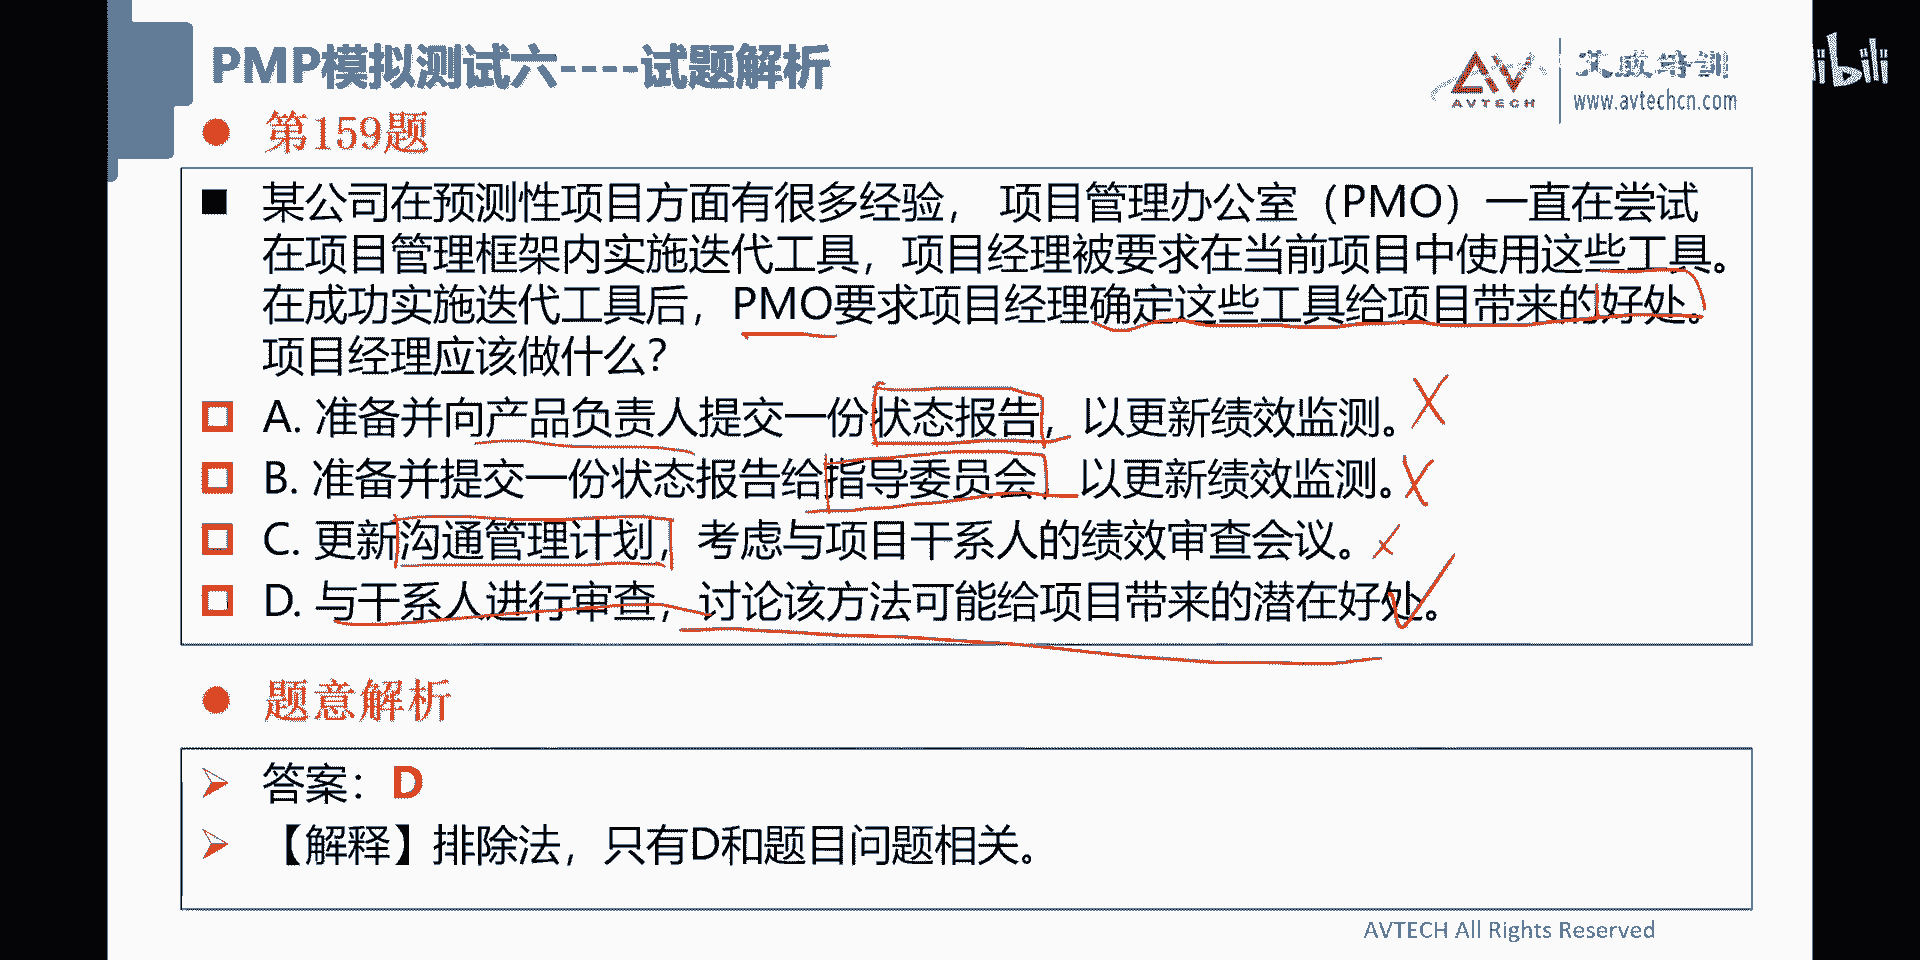 PMP模拟测试六----试题解析
AVTECH
艾威培训
www.avtechcn.com
第159题
某公司在预测性项目方面有很多经验， 项目管理办公室（PMO）一直在尝试
在项目管理框架内实施迭代工具，项目经理被要求在当前项目中使用这些工具。
在成功实施迭代工具后，PMO要求项目经理确定这些工具给项目带来的好处。
项目经理应该做什么？
A. 准备并向产品负责人提交一份状态报告，以更新绩效监测。
B. 准备并提交一份状态报告给指导委员会，以更新绩效监测。
C. 更新沟通管理计划，考虑与项目干系人的绩效审查会议。
D. 与干系人进行审查，讨论该方法可能给项目带来的潜在好处。
题意解析
答案：D
【解释】排除法，只有D和题目问题相关。
AVTECH All Rights Reserved